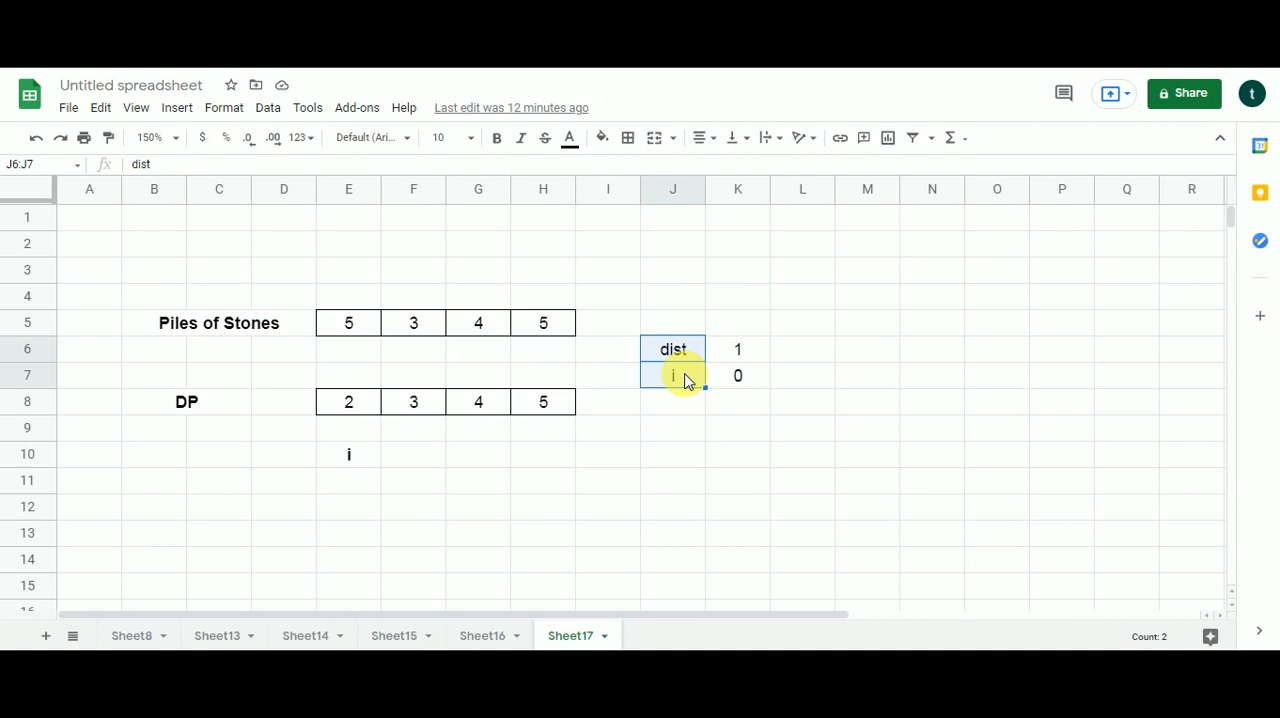 Untitled spreadsheet
File Edit View Insert Format Data Tools Add-ons Help Last edit was 12 minutes ago
Share t
150% $ % .0 .00 123 Default (Ari... 10 B I S A
J6:J7 fx dist
A B C D E F G H I J K L M N O P Q R
1
2
3
4
5 Piles of Stones 5 3 4 5
6 dist 1
7 i 0
8 DP 2 3 4 5
9
10 i
11
12
13
14
15
+ Sheet8 Sheet13 Sheet14 Sheet15 Sheet16 Sheet17 Count: 2